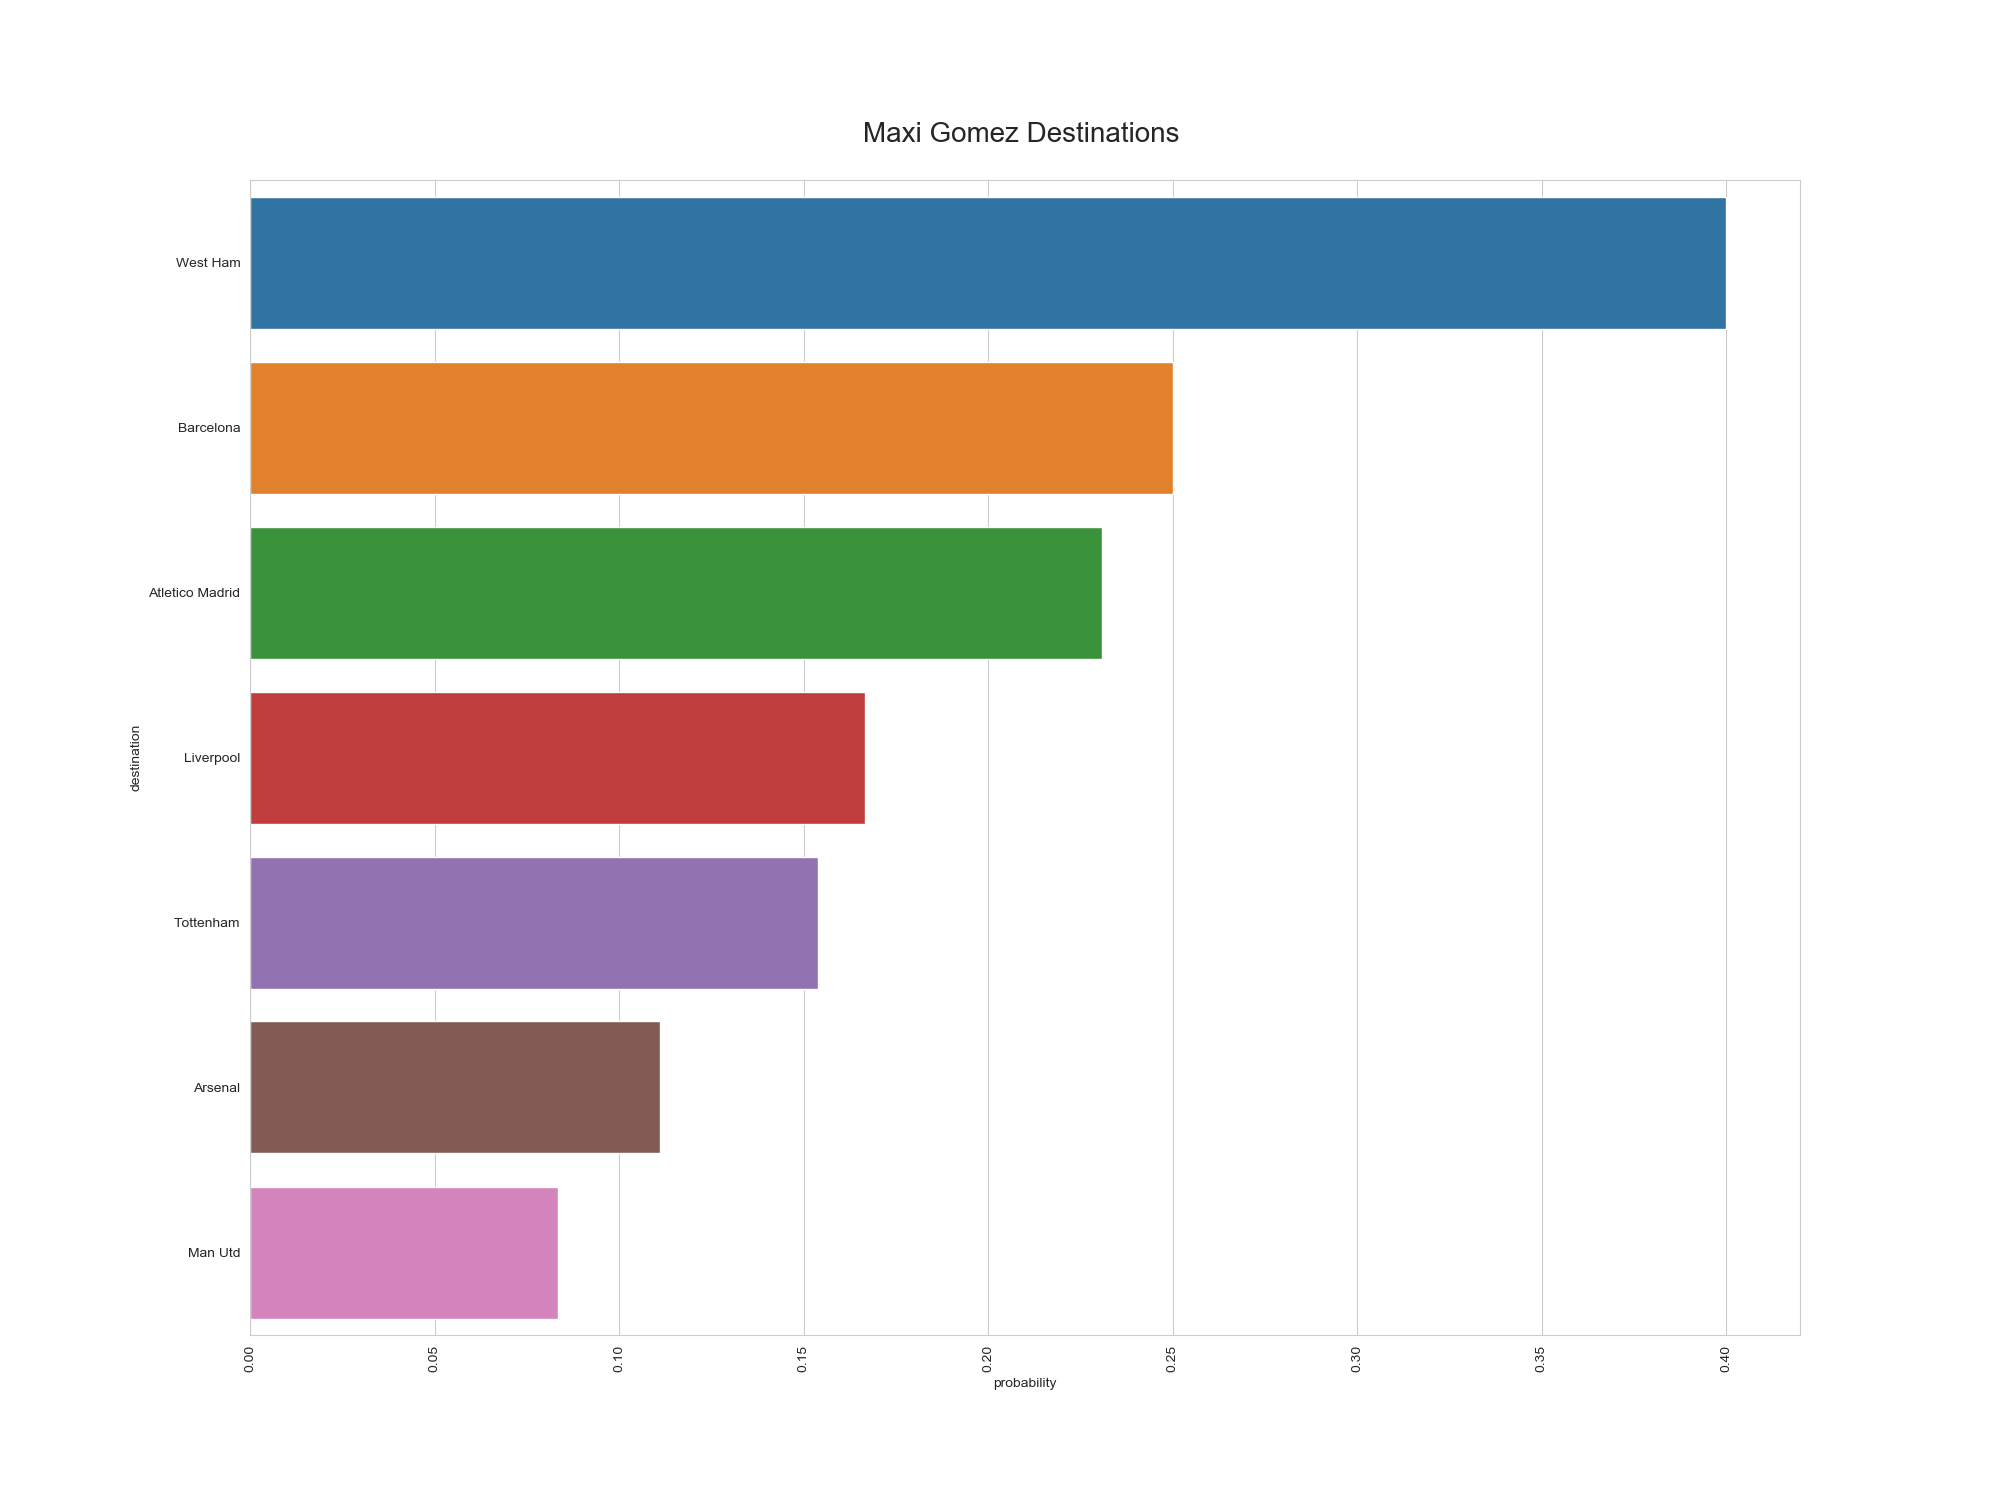 Maxi Gomez Destinations
West Ham
Barcelona
Atletico Madrid
Liverpool
Tottenham
Arsenal
Man Utd
destination
0.00
0.05
0.10
0.15
0.20
0.25
0.30
0.35
0.40
probability